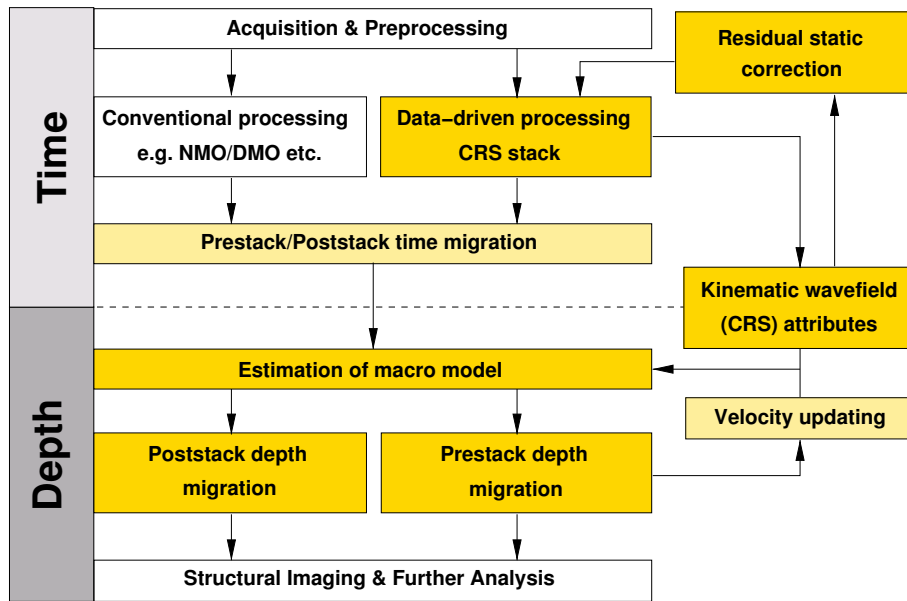 Time
Acquisition & Preprocessing
Residual static
correction
Conventional processing
e.g. NMO/DMO etc.
Data−driven processing
CRS stack
Prestack/Poststack time migration
Kinematic wavefield
(CRS) attributes
Depth
Estimation of macro model
Velocity updating
Poststack depth
migration
Prestack depth
migration
Structural Imaging & Further Analysis